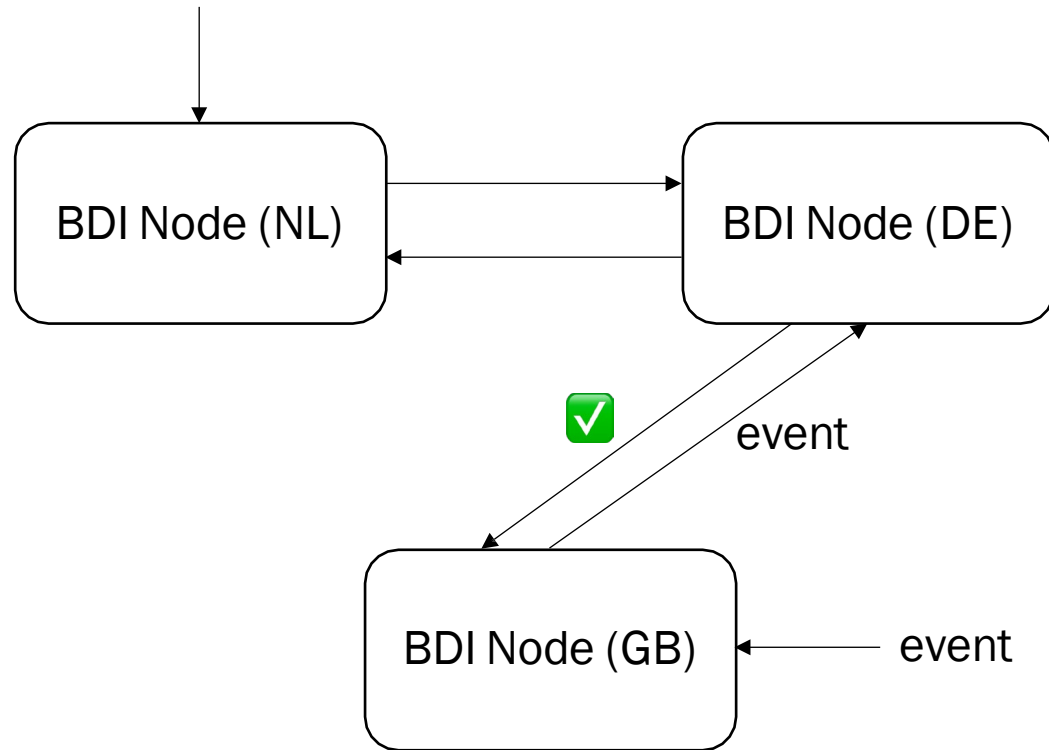 BDI Node (NL)
BDI Node (DE)
event
BDI Node (GB)
event